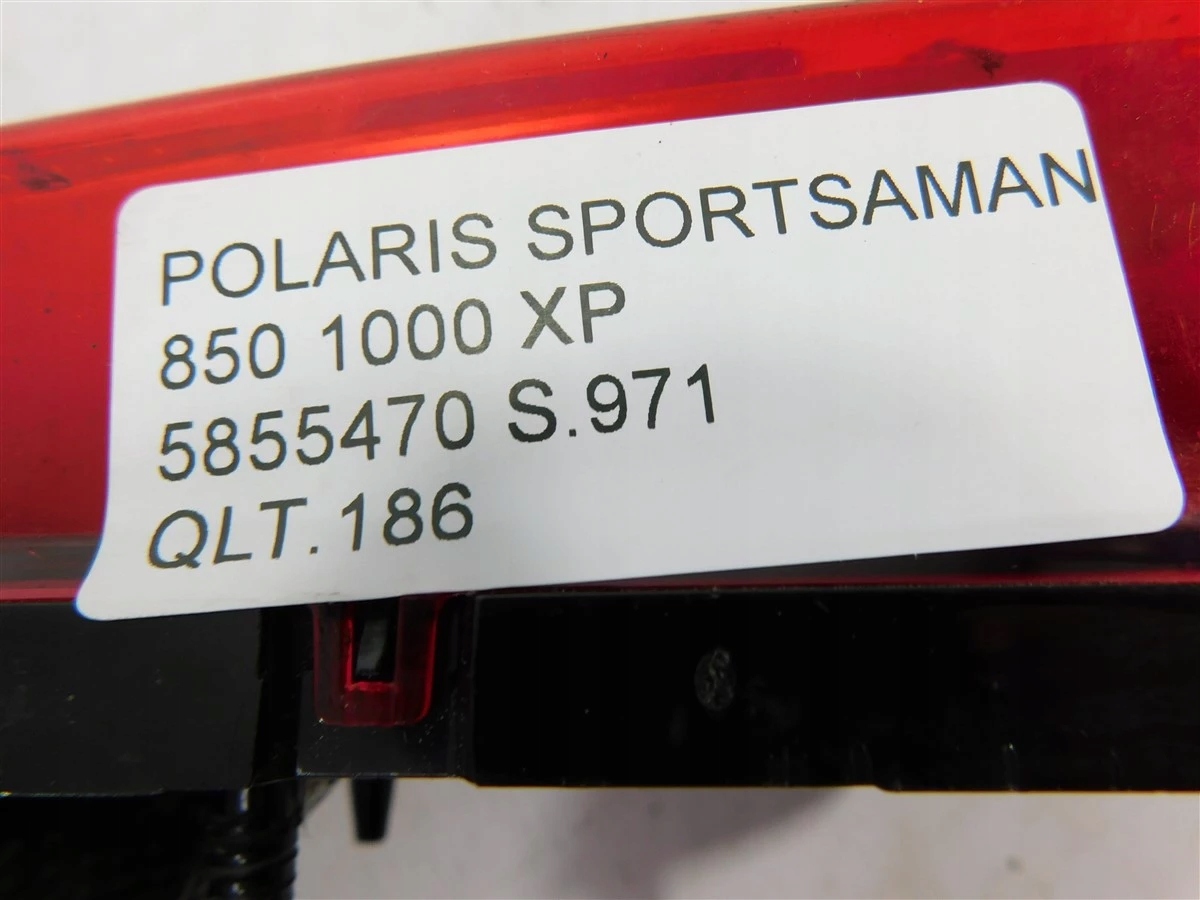 POLARIS SPORTSAMAN
850 1000 XP
5855470 S.971
QLT.186